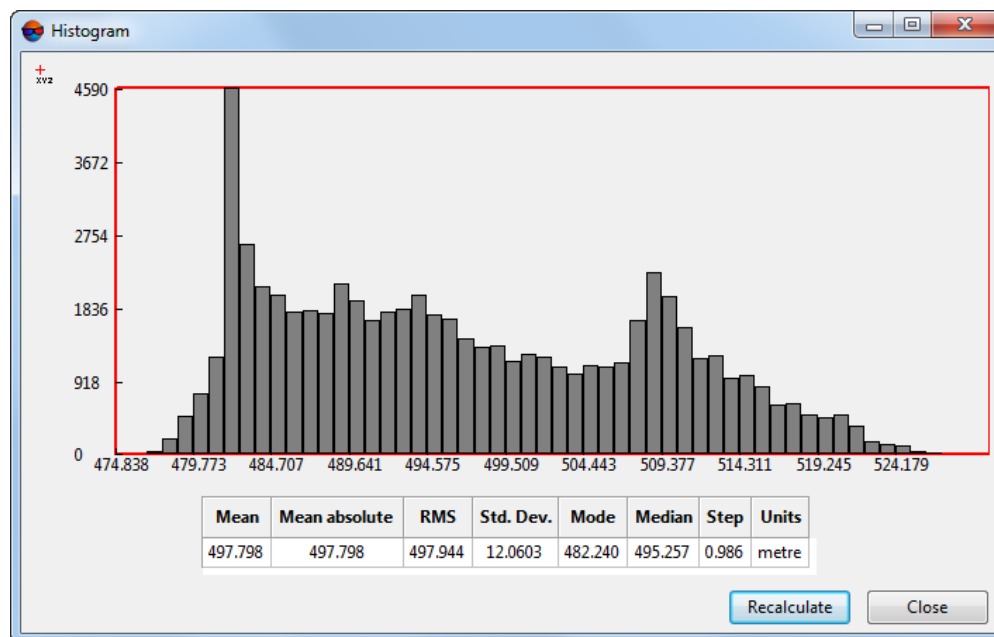 Histogram
XYZ
4590
3672
2754
1836
918
0
474.838 479.773 484.707 489.641 494.575 499.509 504.443 509.377 514.311 519.245 524.179
Mean Mean absolute RMS Std. Dev. Mode Median Step Units
497.798 497.798 497.944 12.0603 482.240 495.257 0.986 metre
Recalculate Close